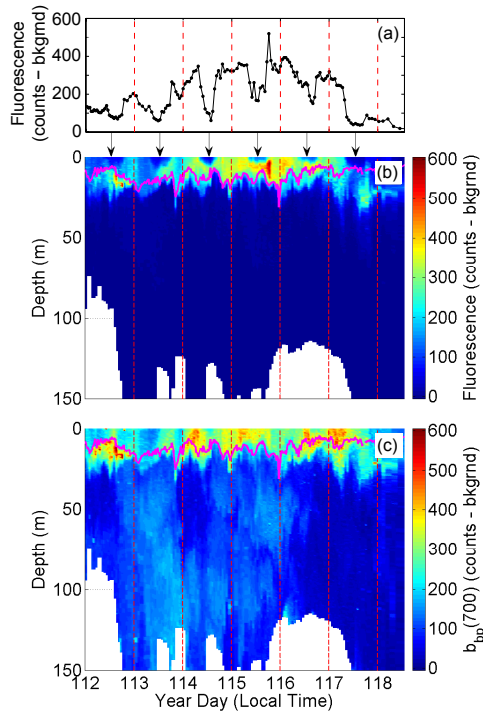 600
400
200
0
Fluorescence
(counts – bkgrnd)
(a)
0
50
100
150
Depth (m)
(b)
600
500
400
300
200
100
0
Fluorescence (counts - bkgrnd)
0
50
100
150
Depth (m)
(c)
600
500
400
300
200
100
0
bbp(700) (counts - bkgrnd)
112 113 114 115 116 117 118
Year Day (Local Time)